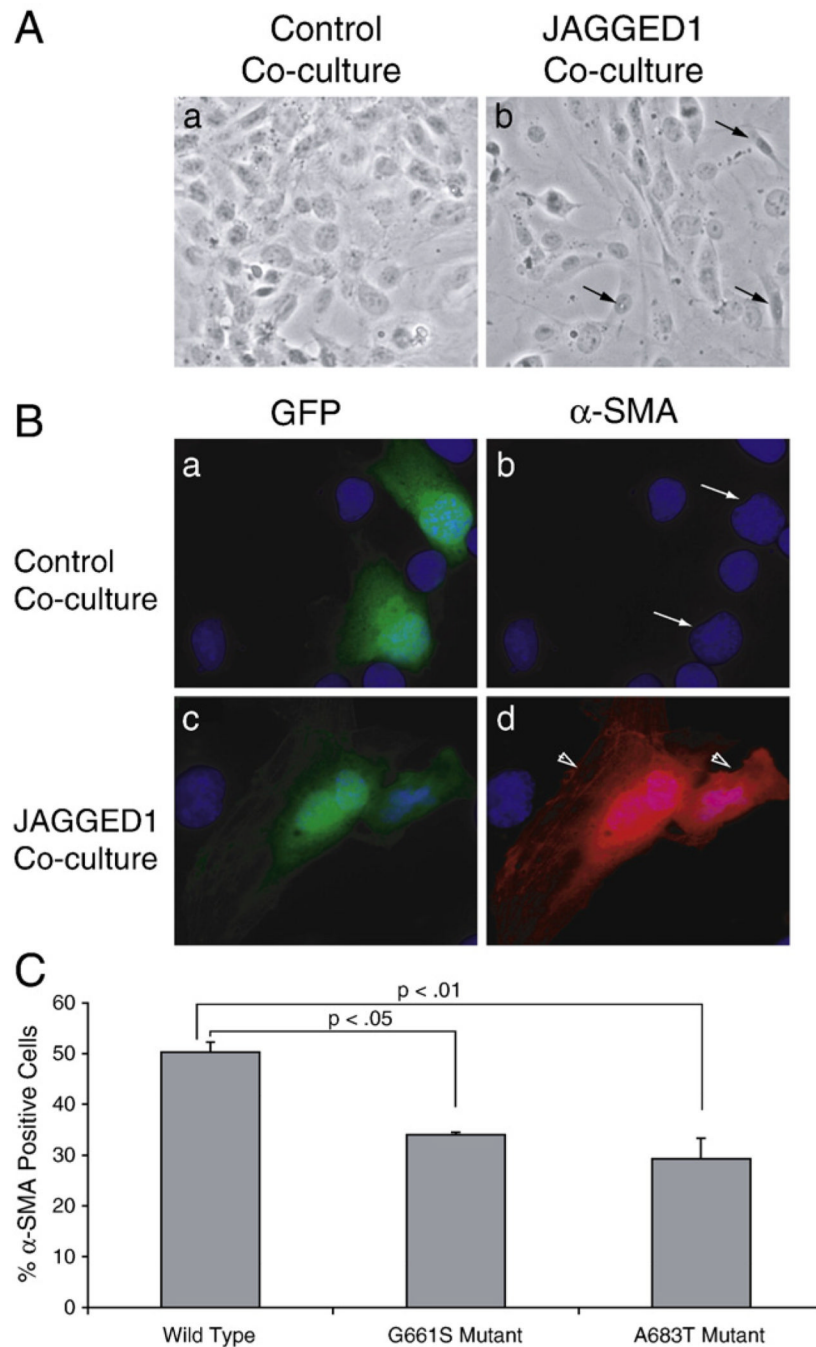 A
Control
Co-culture
JAGGED1
Co-culture
a
b
B
GFP
α-SMA
Control
Co-culture
a
b
JAGGED1
Co-culture
c
d
C
p < .01
p < .05
% α-SMA Positive Cells
60
50
40
30
20
10
0
Wild Type
G661S Mutant
A683T Mutant